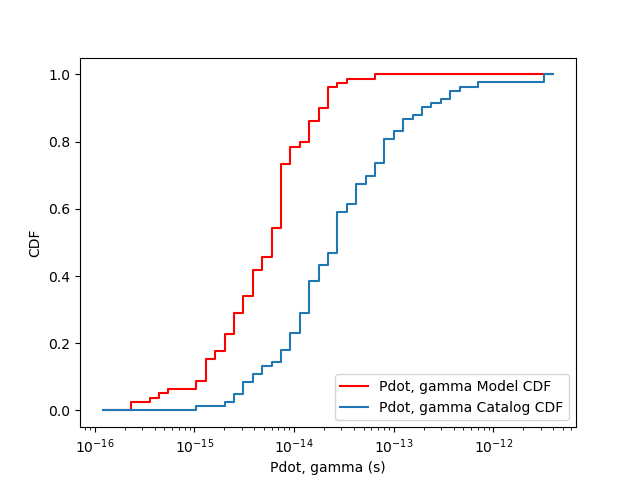 1.0
0.8
0.6
0.4
0.2
0.0
CDF
10⁻¹⁶
10⁻¹⁵
10⁻¹⁴
10⁻¹³
10⁻¹²
Pdot, gamma (s)
Pdot, gamma Model CDF
Pdot, gamma Catalog CDF